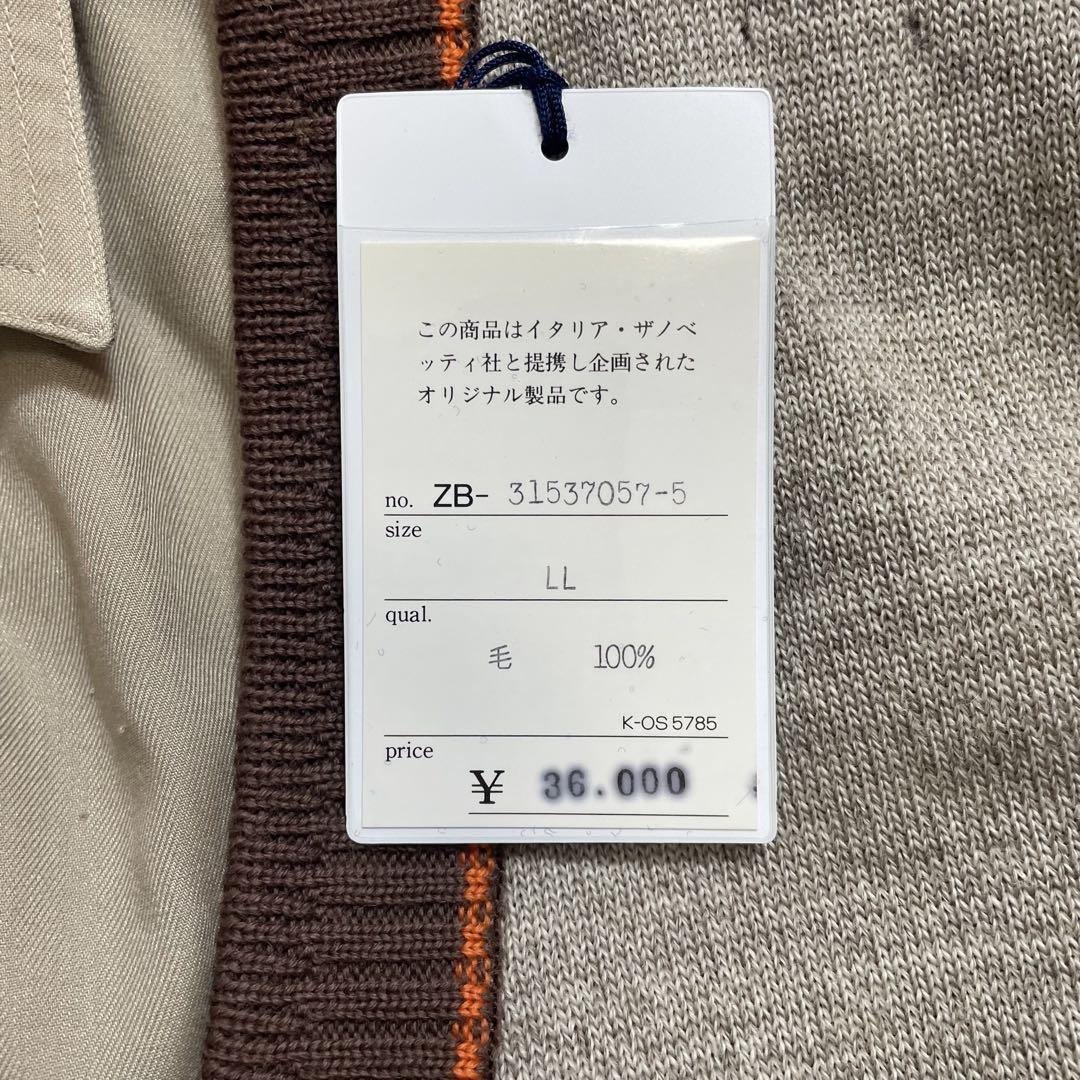 この商品はイタリア・ザノベ
ッティ社と提携し企画された
オリジナル製品です。
no. ZB- 31537057-5
size
LL
qual.
毛 100%
K-OS 5785
price
¥ 36.000